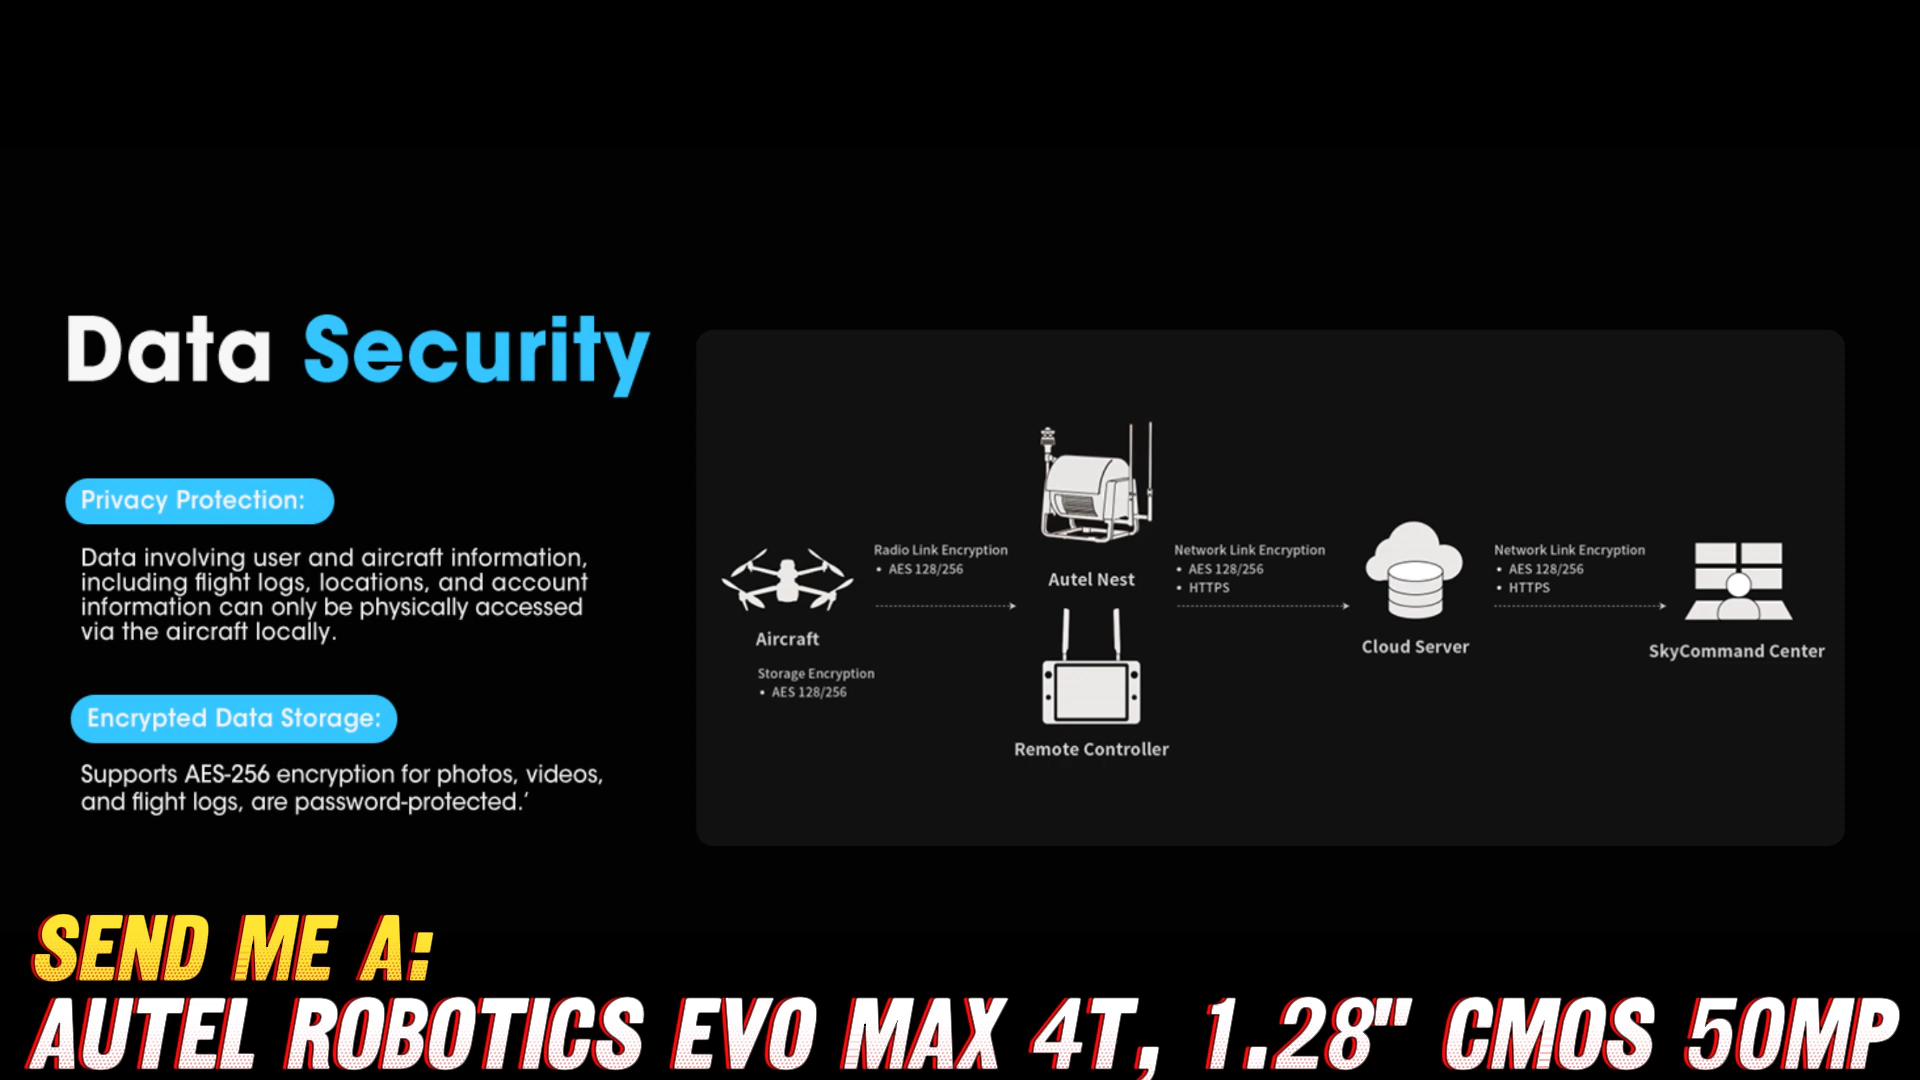 Data Security
Privacy Protection:
Data involving user and aircraft information,
including flight logs, locations, and account
information can only be physically accessed
via the aircraft locally.
Encrypted Data Storage:
Supports AES-256 encryption for photos, videos,
and flight logs, are password-protected.‘
Aircraft
Storage Encryption
• AES 128/256
Radio Link Encryption
• AES 128/256
Autel Nest
Remote Controller
Network Link Encryption
• AES 128/256
• HTTPS
Cloud Server
Network Link Encryption
• AES 128/256
• HTTPS
SkyCommand Center
SEND ME A:
AUTEL ROBOTICS EVO MAX 4T, 1.28" CMOS 50MP